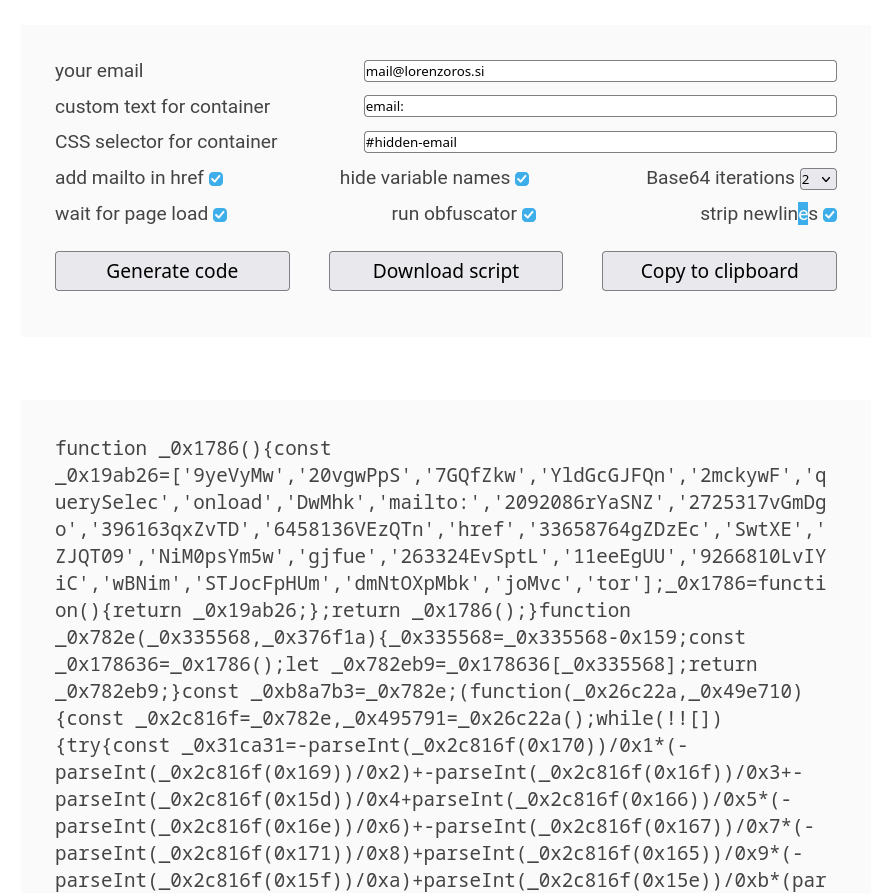 your email mail@lorenzoros.si
custom text for container email:
CSS selector for container #hidden-email
add mailto in href hide variable names Base64 iterations 2
wait for page load run obfuscator strip newlines
Generate code Download script Copy to clipboard
function _0x1786(){const
_0x19ab26=['9yeVyMw','20vgwPpS','7GQfZkw','YldGcGJFQn','2mckywF','q
uerySelec','onload','DwMhk','mailto:','2092086rYaSNZ','2725317vGmDg
o','396163qxZvTD','6458136VEzQTn','href','33658764gZDzEc','SwtXE','
ZJQT09','NiM0psYm5w','gjfue','263324EvSptL','11eeEgUU','9266810LvIY
iC','wBNim','STJocFpHUm','dmNtOXpMbk','joMvc','tor'];_0x1786=functi
on(){return _0x19ab26;};return _0x1786();}function
_0x782e(_0x335568,_0x376f1a){_0x335568=_0x335568-0x159;const
_0x178636=_0x1786();let _0x782eb9=_0x178636[_0x335568];return
_0x782eb9;}const _0xb8a7b3=_0x782e;(function(_0x26c22a,_0x49e710)
{const _0x2c816f=_0x782e,_0x495791=_0x26c22a();while(!![])
{try{const _0x31ca31=-parseInt(_0x2c816f(0x170))/0x1*(-
parseInt(_0x2c816f(0x169))/0x2)+-parseInt(_0x2c816f(0x16f))/0x3+-
parseInt(_0x2c816f(0x15d))/0x4+parseInt(_0x2c816f(0x166))/0x5*(-
parseInt(_0x2c816f(0x16e))/0x6)+-parseInt(_0x2c816f(0x167))/0x7*(-
parseInt(_0x2c816f(0x171))/0x8)+parseInt(_0x2c816f(0x165))/0x9*(-
parseInt(_0x2c816f(0x15f))/0xa)+parseInt(_0x2c816f(0x15e))/0xb*(par